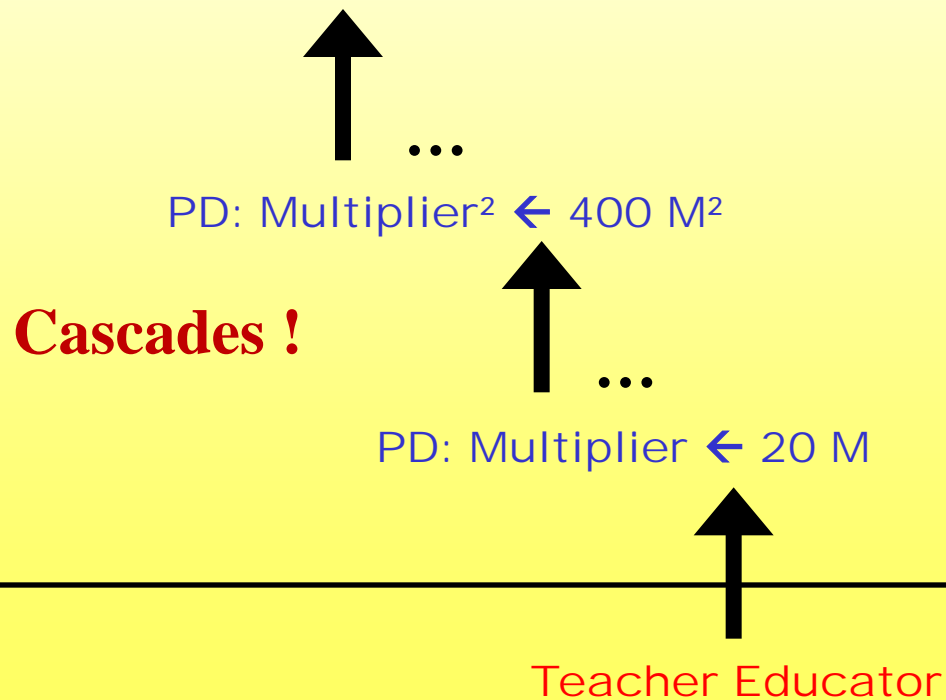 ...
PD: Multiplier² ← 400 M²
Cascades !
...
PD: Multiplier ← 20 M
Teacher Educator